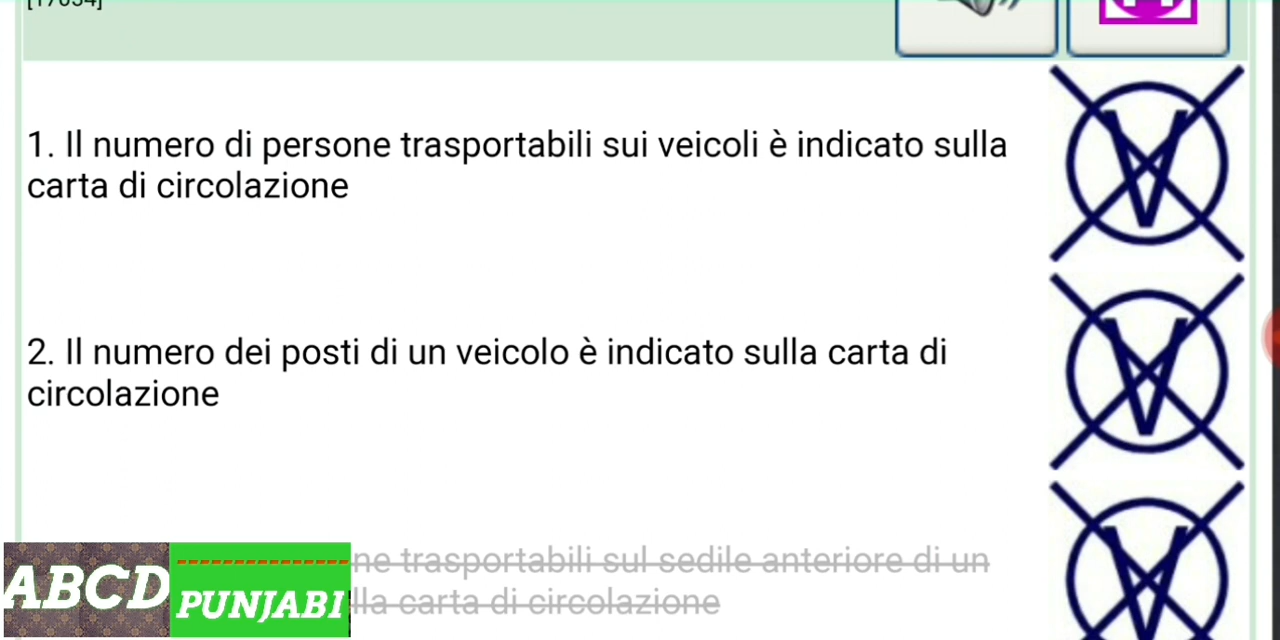 [17054]
1. Il numero di persone trasportabili sui veicoli è indicato sulla
carta di circolazione
V
2. Il numero dei posti di un veicolo è indicato sulla carta di
circolazione
V
ne trasportabili sul sedile anteriore di un
lla carta di circolazione
V
ABCD
PUNJABI